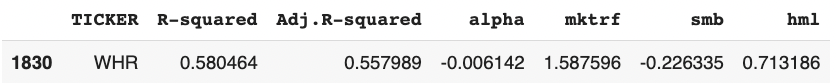 TICKER R-squared Adj.R-squared alpha mktrf smb hml
1830 WHR 0.580464 0.557989 -0.006142 1.587596 -0.226335 0.713186